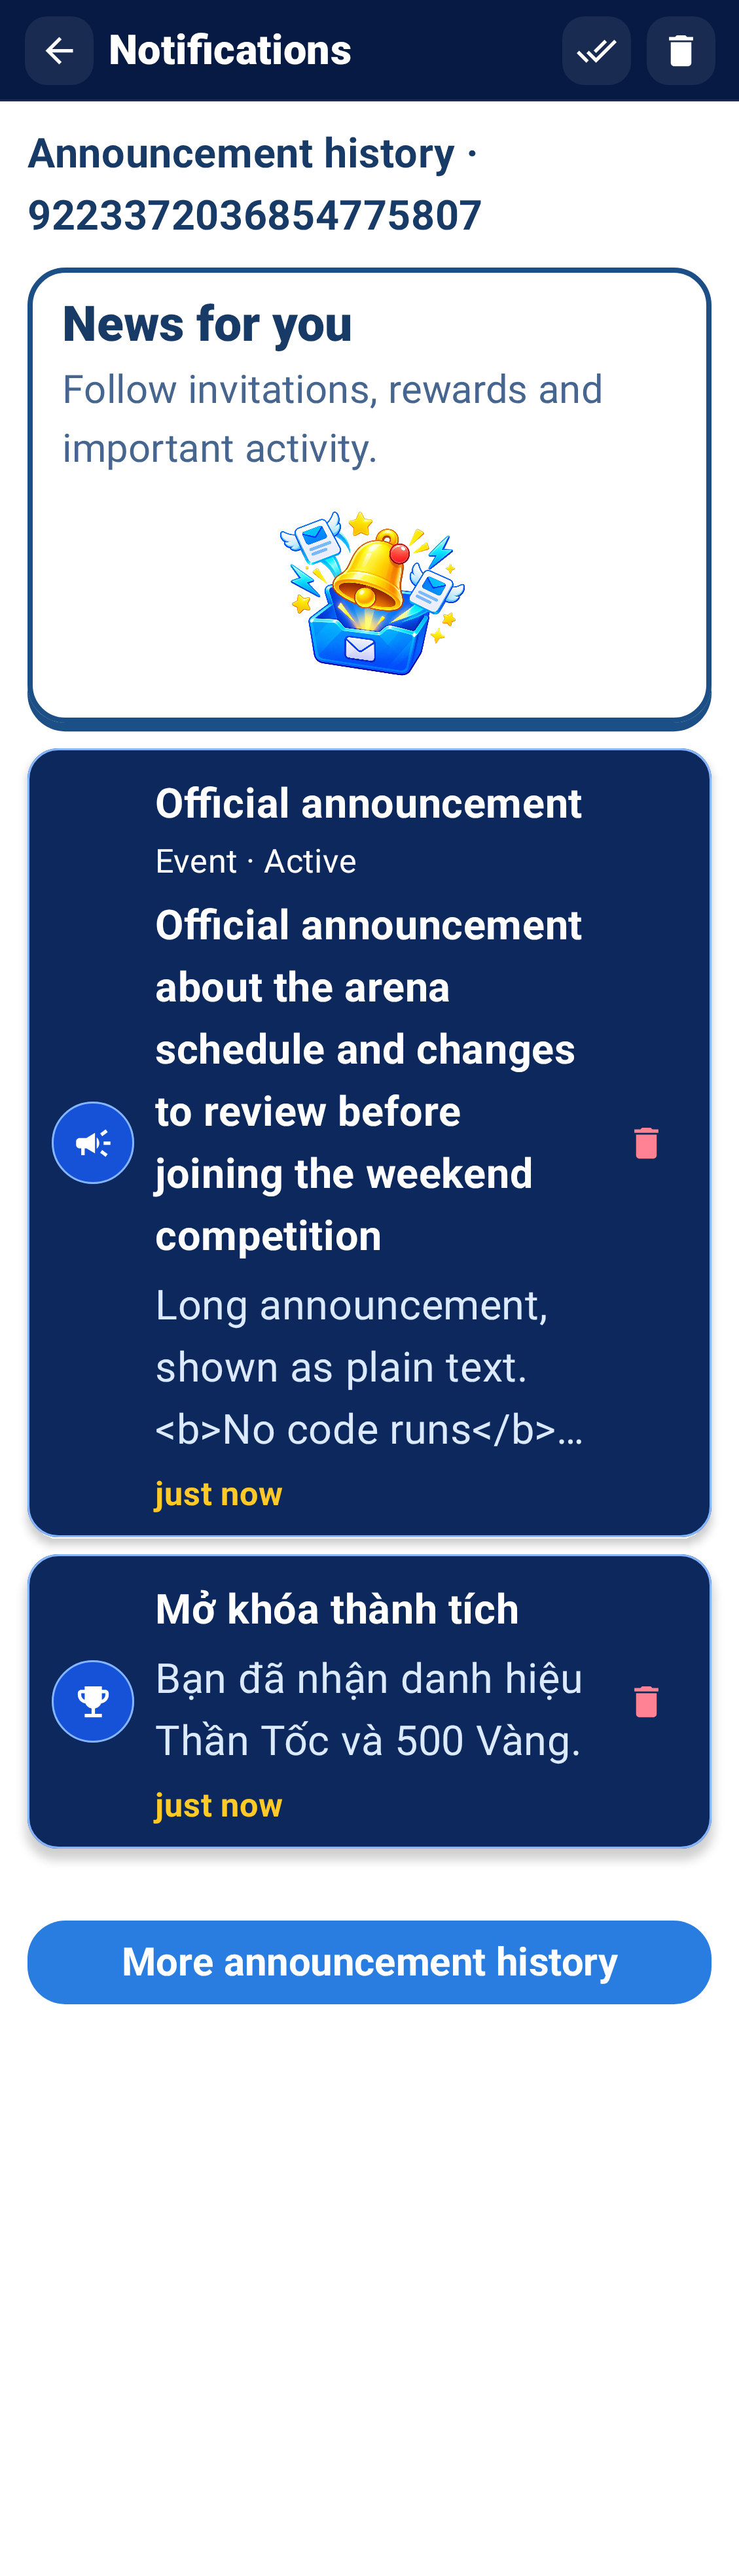 Notifications
Announcement history ·
9223372036854775807
News for you
Follow invitations, rewards and
important activity.
Official announcement
Event · Active
Official announcement
about the arena
schedule and changes
to review before
joining the weekend
competition
Long announcement,
shown as plain text.
<b>No code runs</b>…
just now
Mở khóa thành tích
Bạn đã nhận danh hiệu
Thần Tốc và 500 Vàng.
just now
More announcement history